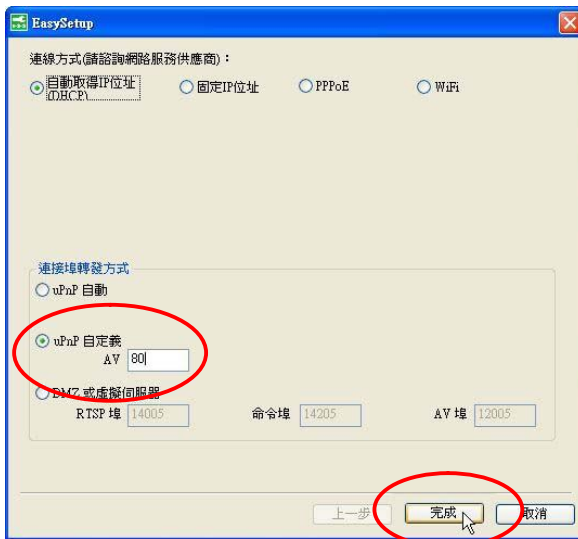 EasySetup
連線方式(請諮詢網路服務供應商)：
自動取得IP位址(DHCP) 固定IP位址 PPPoE WiFi
連接埠轉發方式
uPnP 自動
uPnP 自定義
AV 80
DMZ 或虛擬伺服器
RTSP 埠 14005 命令埠 14205 AV 埠 12005
上一步 完成 取消